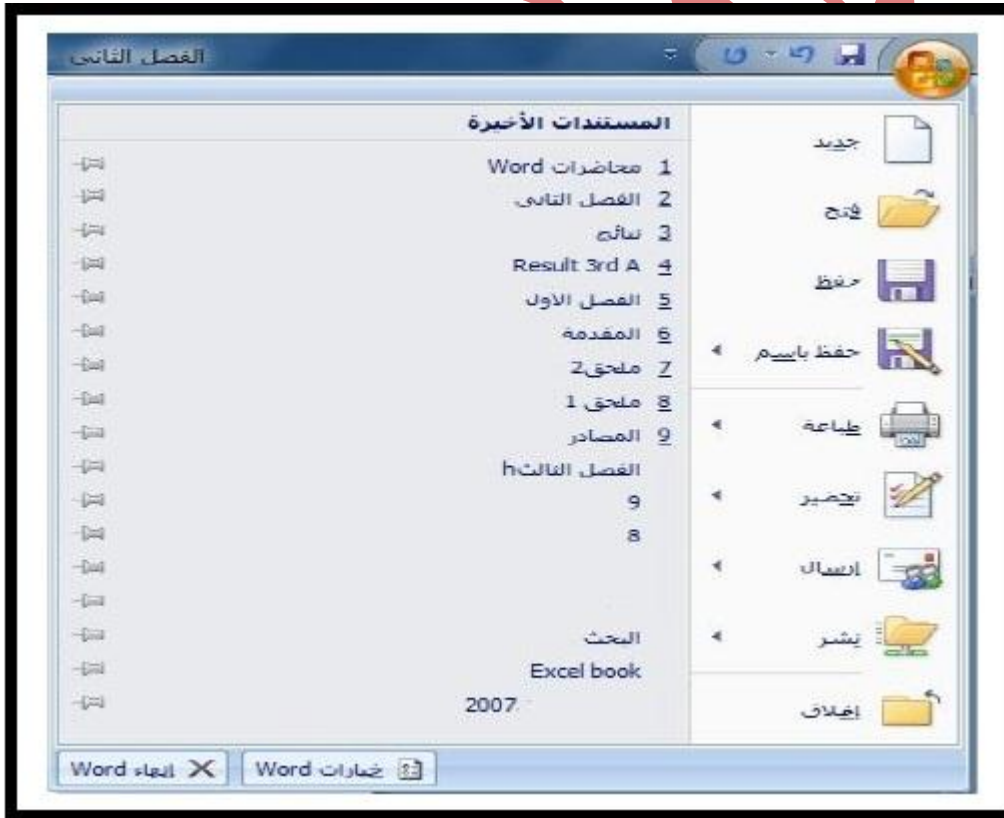 الفصل الثانى
جديد
فتح
حفظ
حفظ باسم
طباعة
تحضير
إرسال
نشر
إغلاق
المستندات الأخيرة
1 محاضرات Word
2 الفصل الثانى
3 نتائج
4 Result 3rd A
5 الفصل الاول
6 المقدمة
7 ملحق2
8 ملحق 1
9 المصادر
الفصل الثالثh
9
8
البحث
Excel book
2007
خيارات Word
إنهاء Word